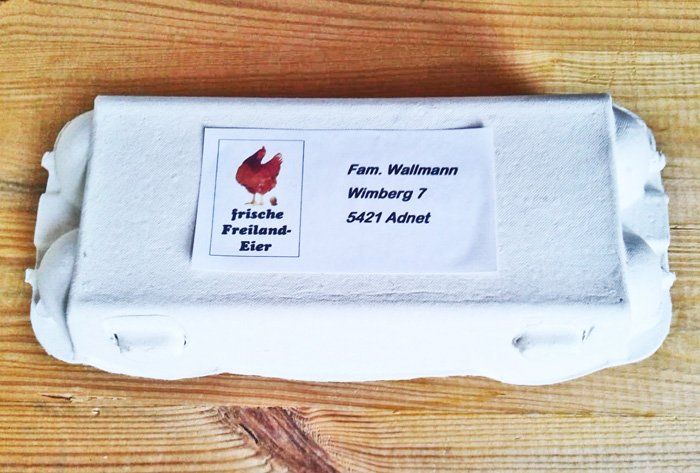 frische
Freiland-
Eier
Fam. Wallmann
Wimberg 7
5421 Adnet